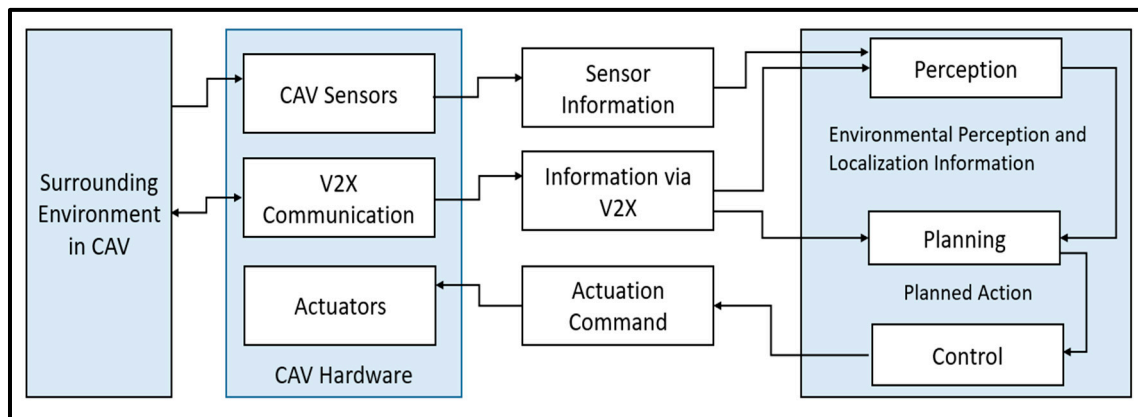 Surrounding
Environment
in CAV
CAV Sensors
V2X
Communication
Actuators
CAV Hardware
Sensor
Information
Information via
V2X
Actuation
Command
Perception
Environmental Perception and
Localization Information
Planning
Planned Action
Control